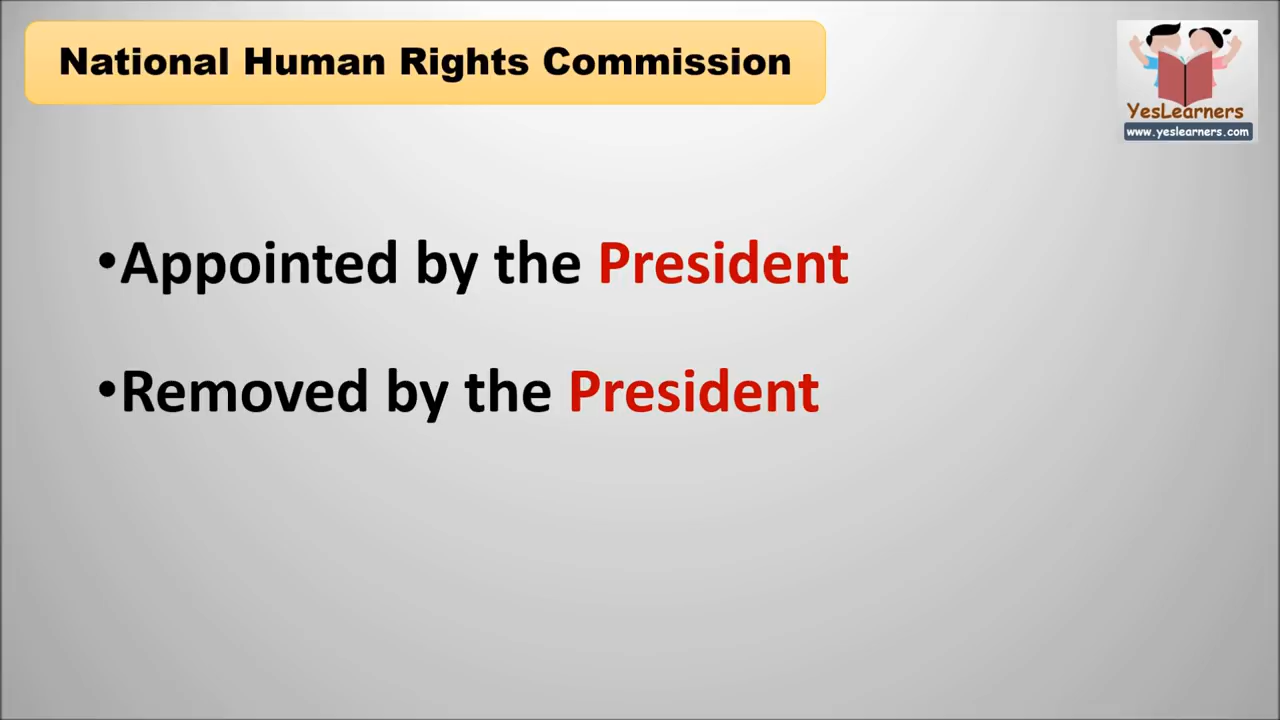 National Human Rights Commission
YesLearners
www.yeslearners.com
•Appointed by the President
•Removed by the President